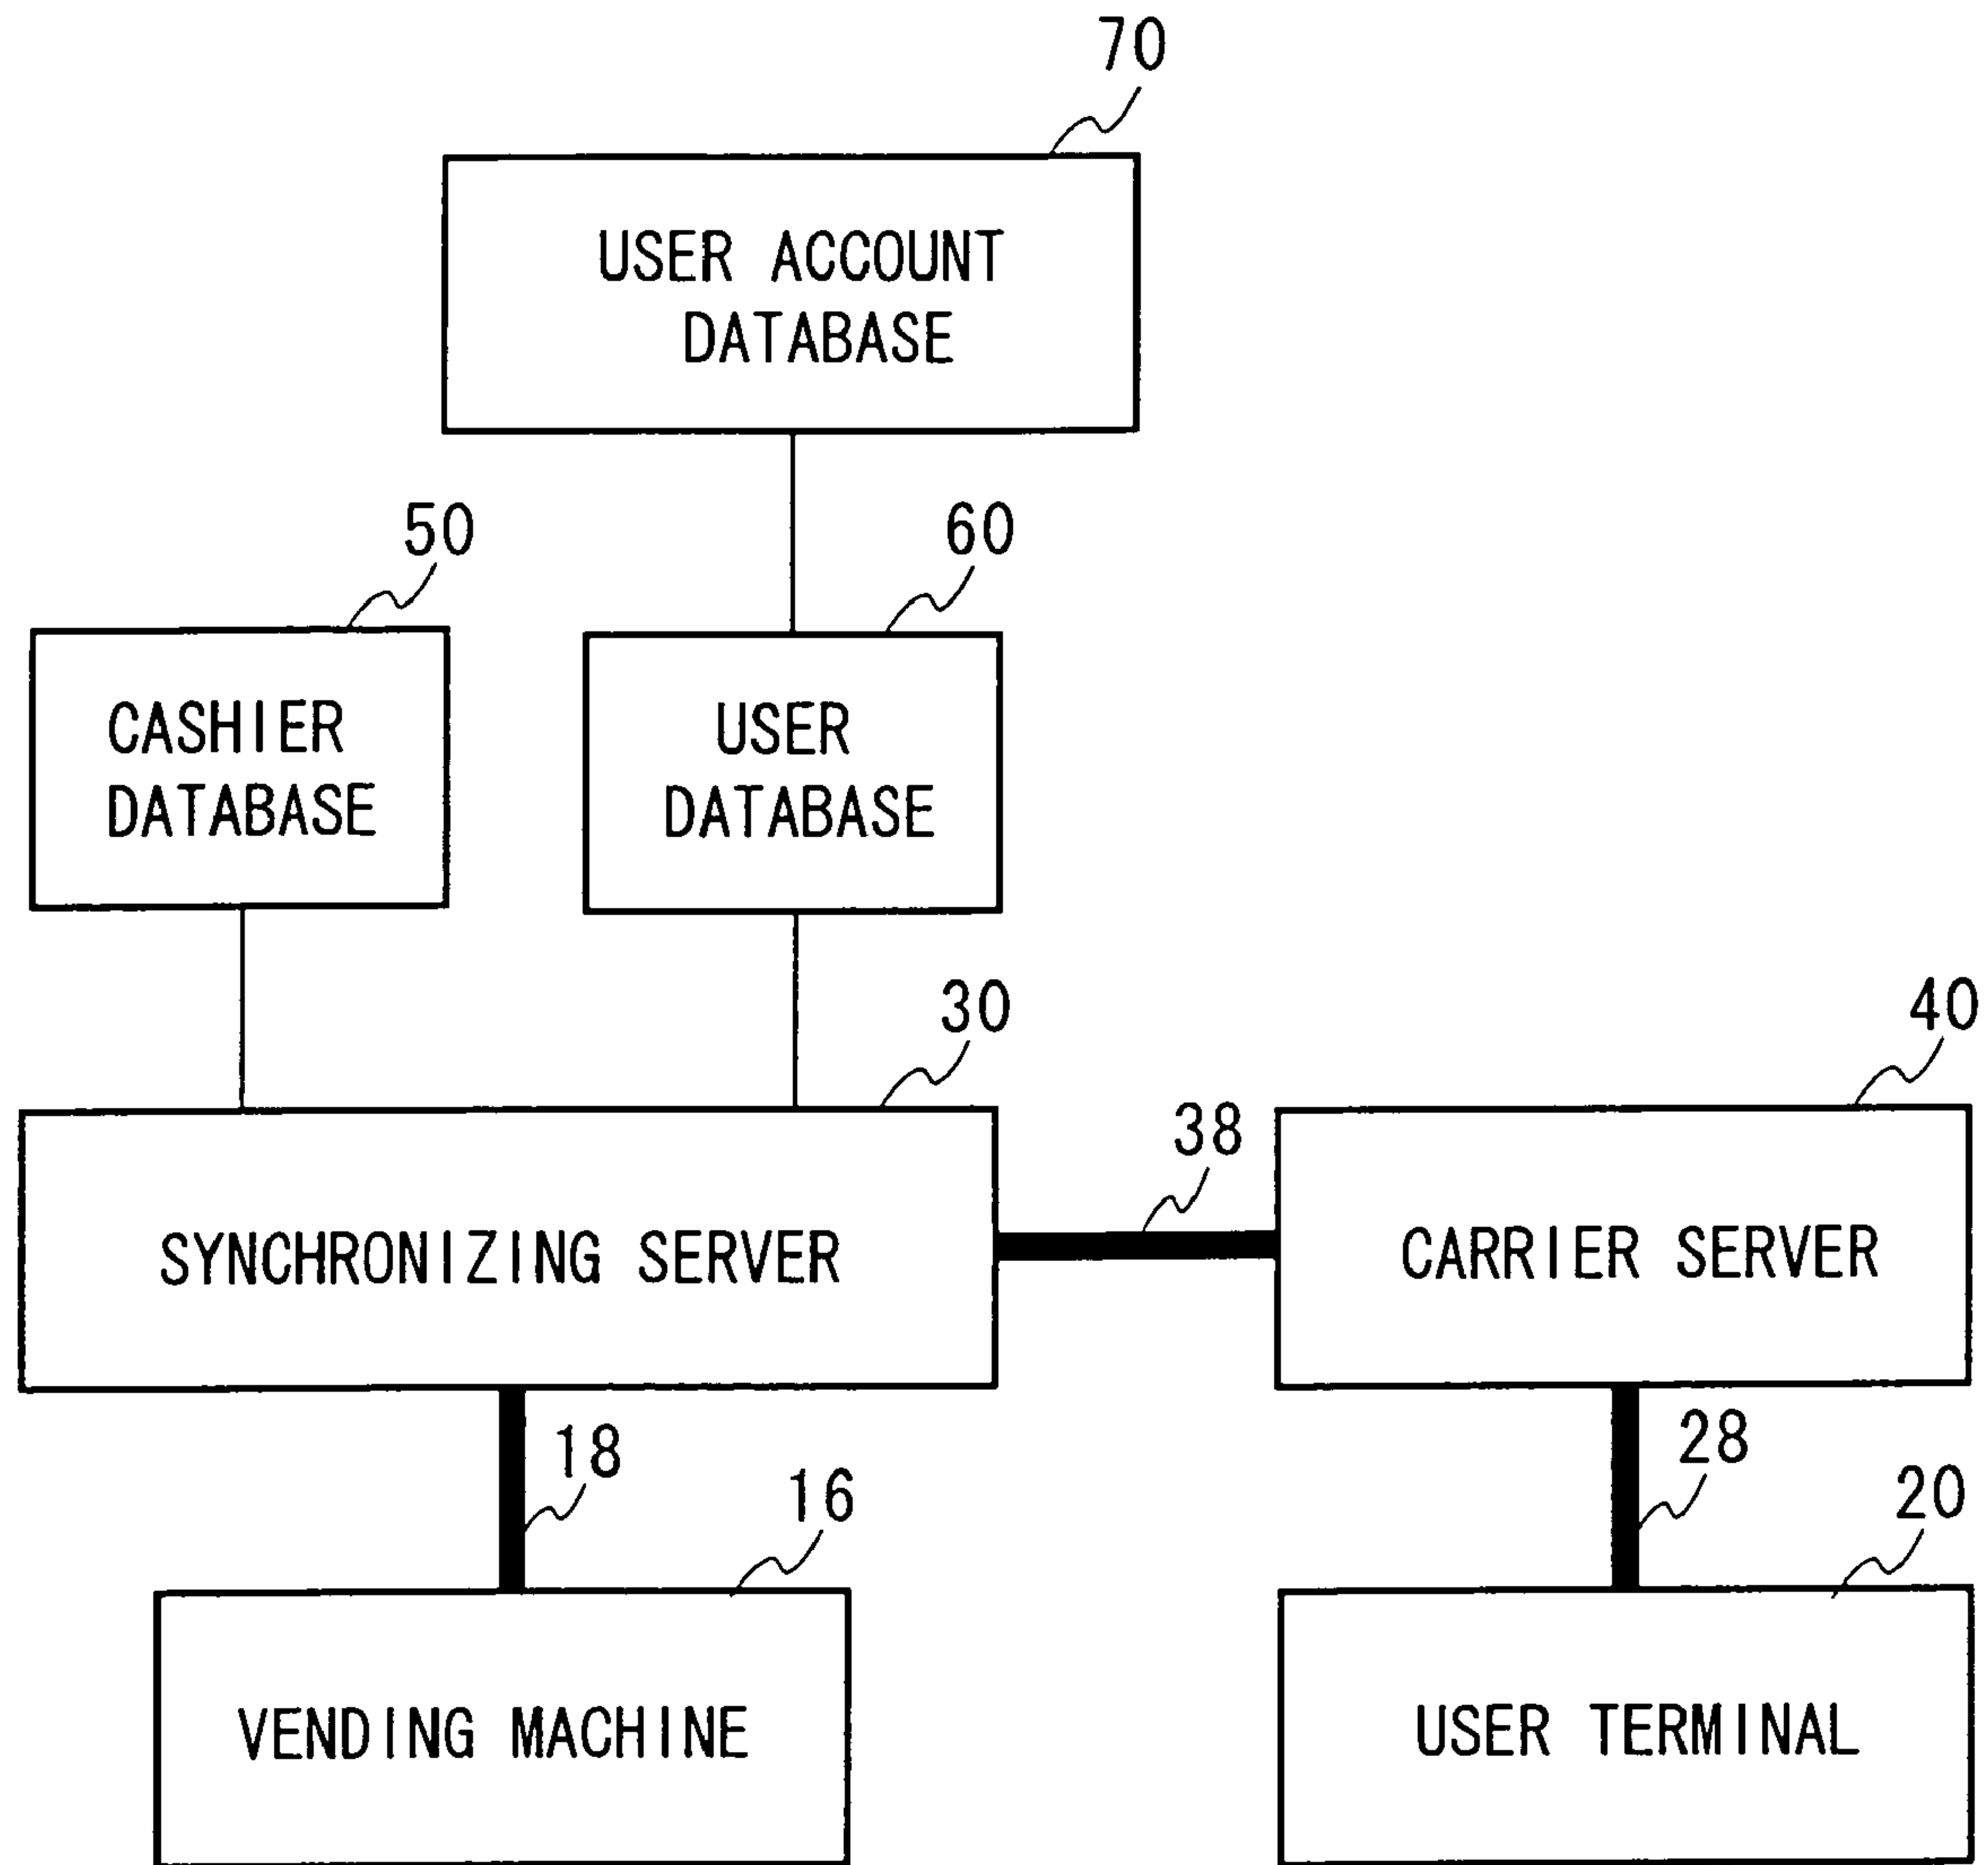 70
USER ACCOUNT
DATABASE
50
60
CASHIER
DATABASE
USER
DATABASE
30
40
38
SYNCHRONIZING SERVER
CARRIER SERVER
18
28
16
20
VENDING MACHINE
USER TERMINAL